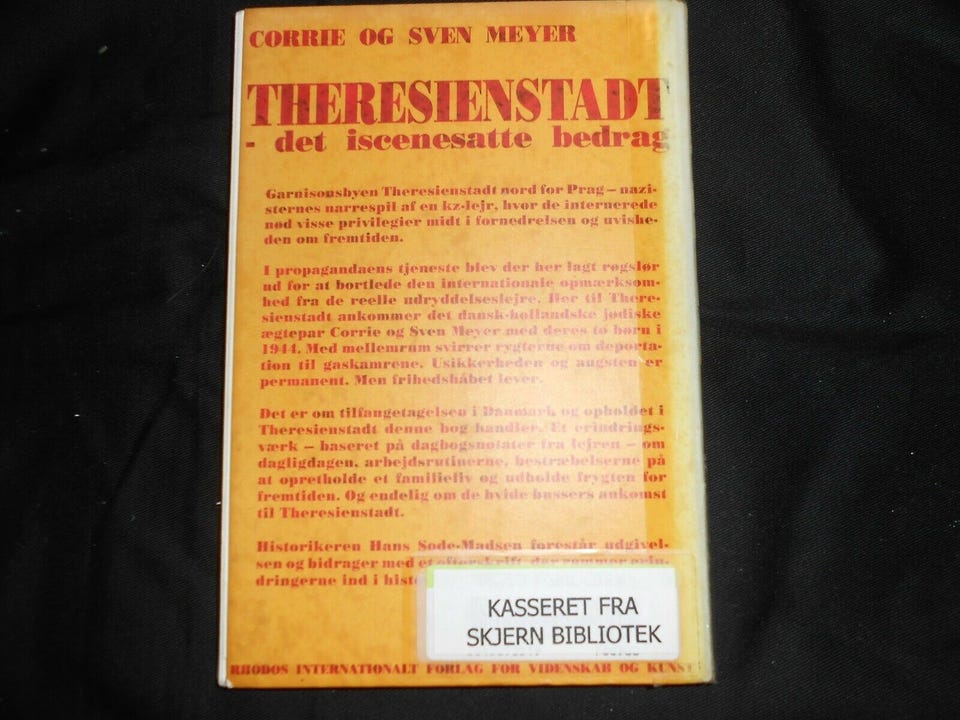 CORRIE OG SVEN MEYER
THERESIENSTADT
- det iscenesatte bedrag
Garnisonsbyen Theresienstadt nord for Prag – nazi-
sternes narrespil af en kz-lejr, hvor de internerede
nød visse privilegier midt i fornedrelsen og uvishe-
den om fremtiden.
I propagandaens tjeneste blev der her lagt røgslør
ud for at bortlede den internationale opmærksom-
hed fra de reelle udryddelseslejre. Her til There-
sienstadt ankommer det dansk-hollandske jødiske
ægtepar Corrie og Sven Meyer med deres to børn i
1944. Med mellemrum svirrer rygterne om deporta-
tion til gaskamrene. Usikkerheden og angsten er
permanent. Men frihedshåbet lever.
Det er om tilfangetagelsen i Danmark og opholdet i
Theresienstadt denne bog handler. Et erindrings-
værk – baseret på dagbogsnotater fra lejren – om
dagligdagen, arbejdsrutinerne, bestræbelserne på
at opretholde et familieliv og udholde frygten for
fremtiden. Og endelig om de hvide bussers ankomst
til Theresienstadt.
Historikeren Hans Sode-Madsen forestår udgivel-
sen og bidrager med et efterskrift, der rammer erin-
dringerne ind i
KASSERET FRA
SKJERN BIBLIOTEK
RHODOS INTERNATIONALT FORLAG FOR VIDENSKAB OG KUNST